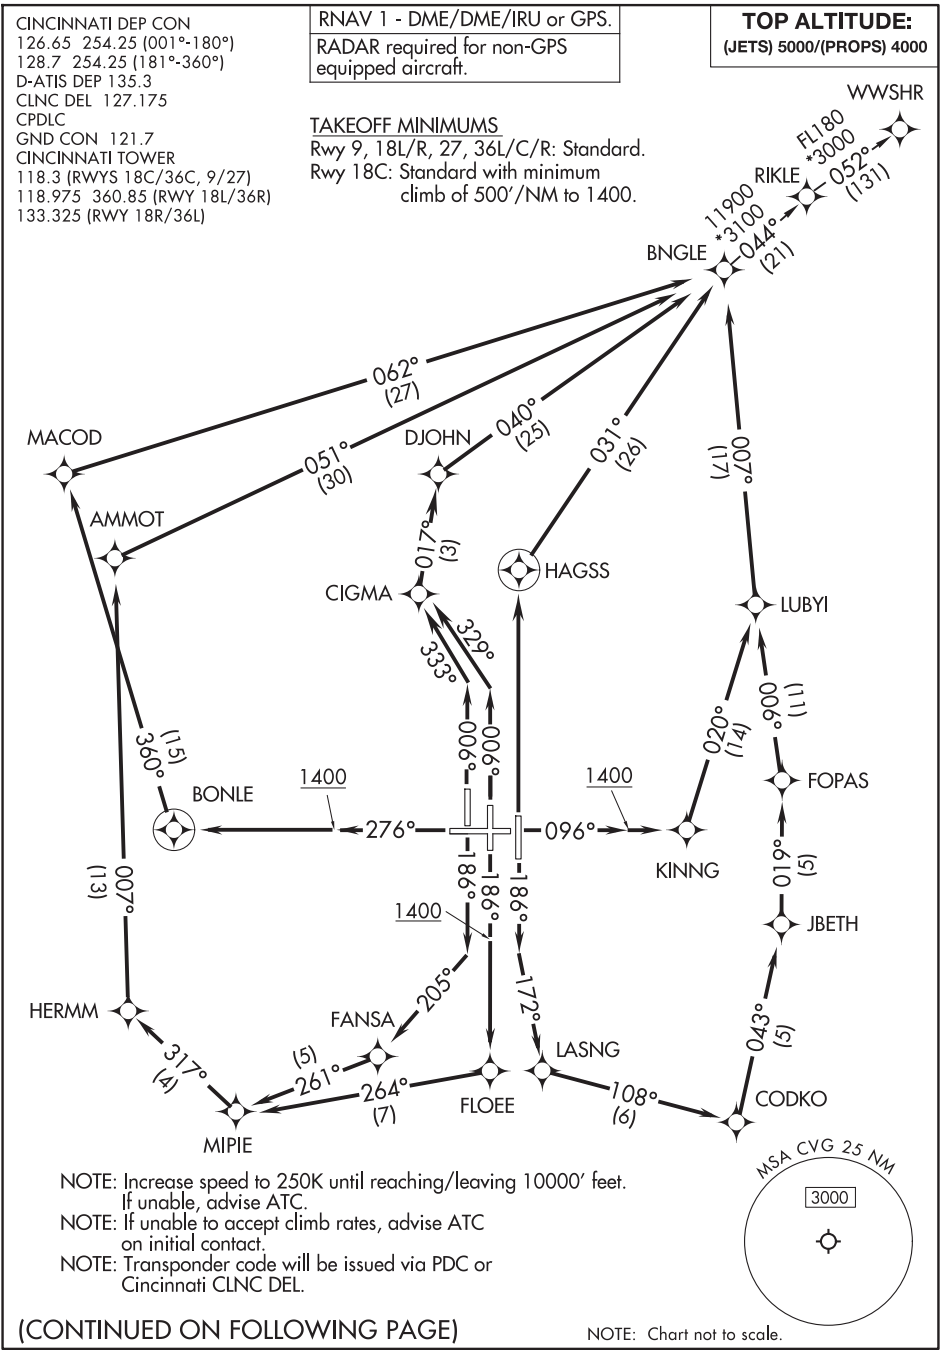 CINCINNATI DEP CON
126.65 254.25 (001°-180°)
128.7 254.25 (181°-360°)
D-ATIS DEP 135.3
CLNC DEL 127.175
CPDLC
GND CON 121.7
CINCINNATI TOWER
118.3 (RWYS 18C/36C, 9/27)
118.975 360.85 (RWY 18L/36R)
133.325 (RWY 18R/36L)
RNAV 1 - DME/DME/IRU or GPS.
RADAR required for non-GPS
equipped aircraft.
TOP ALTITUDE:
(JETS) 5000/(PROPS) 4000
TAKEOFF MINIMUMS
Rwy 9, 18L/R, 27, 36L/C/R: Standard.
Rwy 18C: Standard with minimum
climb of 500'/NM to 1400.
WWSHR
FL180
*3000
052°
(131)
RIKLE
11900
*3100
044°
(21)
BNGLE
062°
(27)
MACOD
051°
(30)
DJOHN
040°
(25)
031°
(26)
007°
(17)
AMMOT
017°
(3)
CIGMA
HAGSS
LUBYI
329°
333°
006°
006°
360°
(15)
020°
(14)
006°
(11)
FOPAS
BONLE
1400
276°
096°
1400
KINNG
007°
(13)
186°
186°
186°
1400
019°
(5)
JBETH
HERMM
205°
172°
FANSA
LASNG
043°
(5)
317°
(4)
(5)
261°
264°
(7)
FLOEE
108°
(6)
CODKO
MIPIE
MSA CVG 25 NM
3000
NOTE: Increase speed to 250K until reaching/leaving 10000' feet.
If unable, advise ATC.
NOTE: If unable to accept climb rates, advise ATC
on initial contact.
NOTE: Transponder code will be issued via PDC or
Cincinnati CLNC DEL.
(CONTINUED ON FOLLOWING PAGE)
NOTE: Chart not to scale.